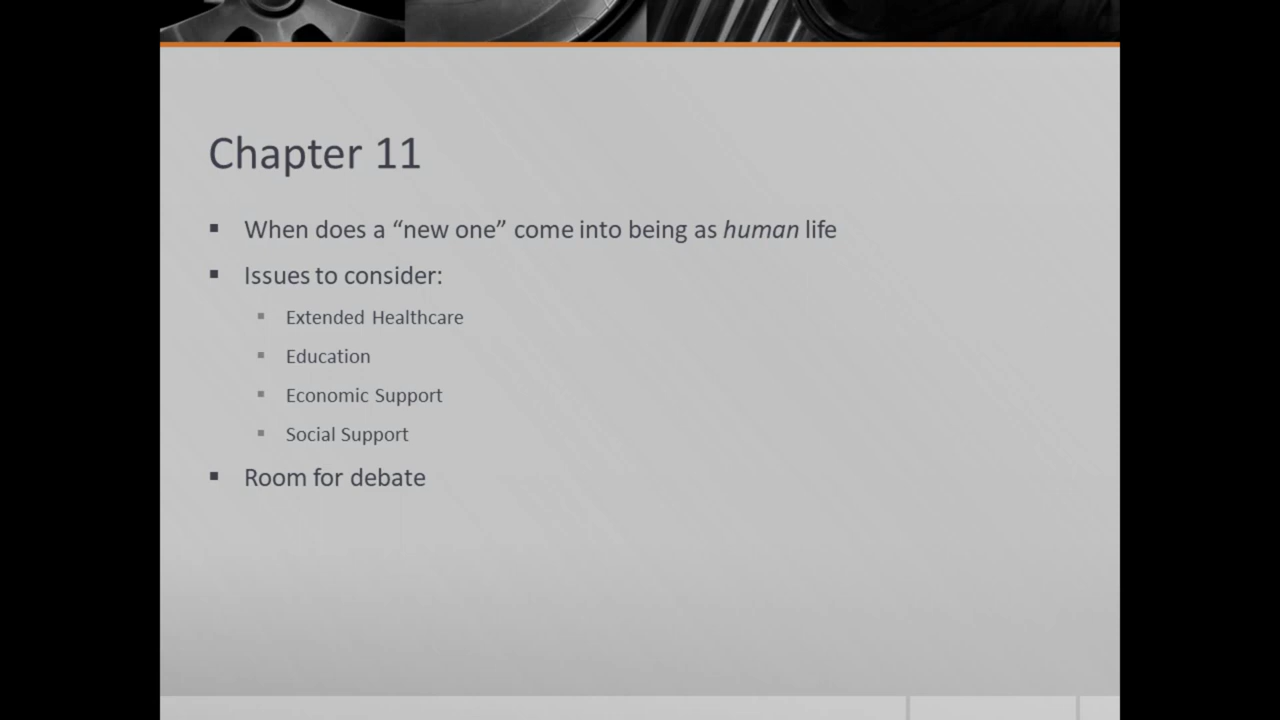 Chapter 11
When does a “new one” come into being as human life
Issues to consider:
Extended Healthcare
Education
Economic Support
Social Support
Room for debate